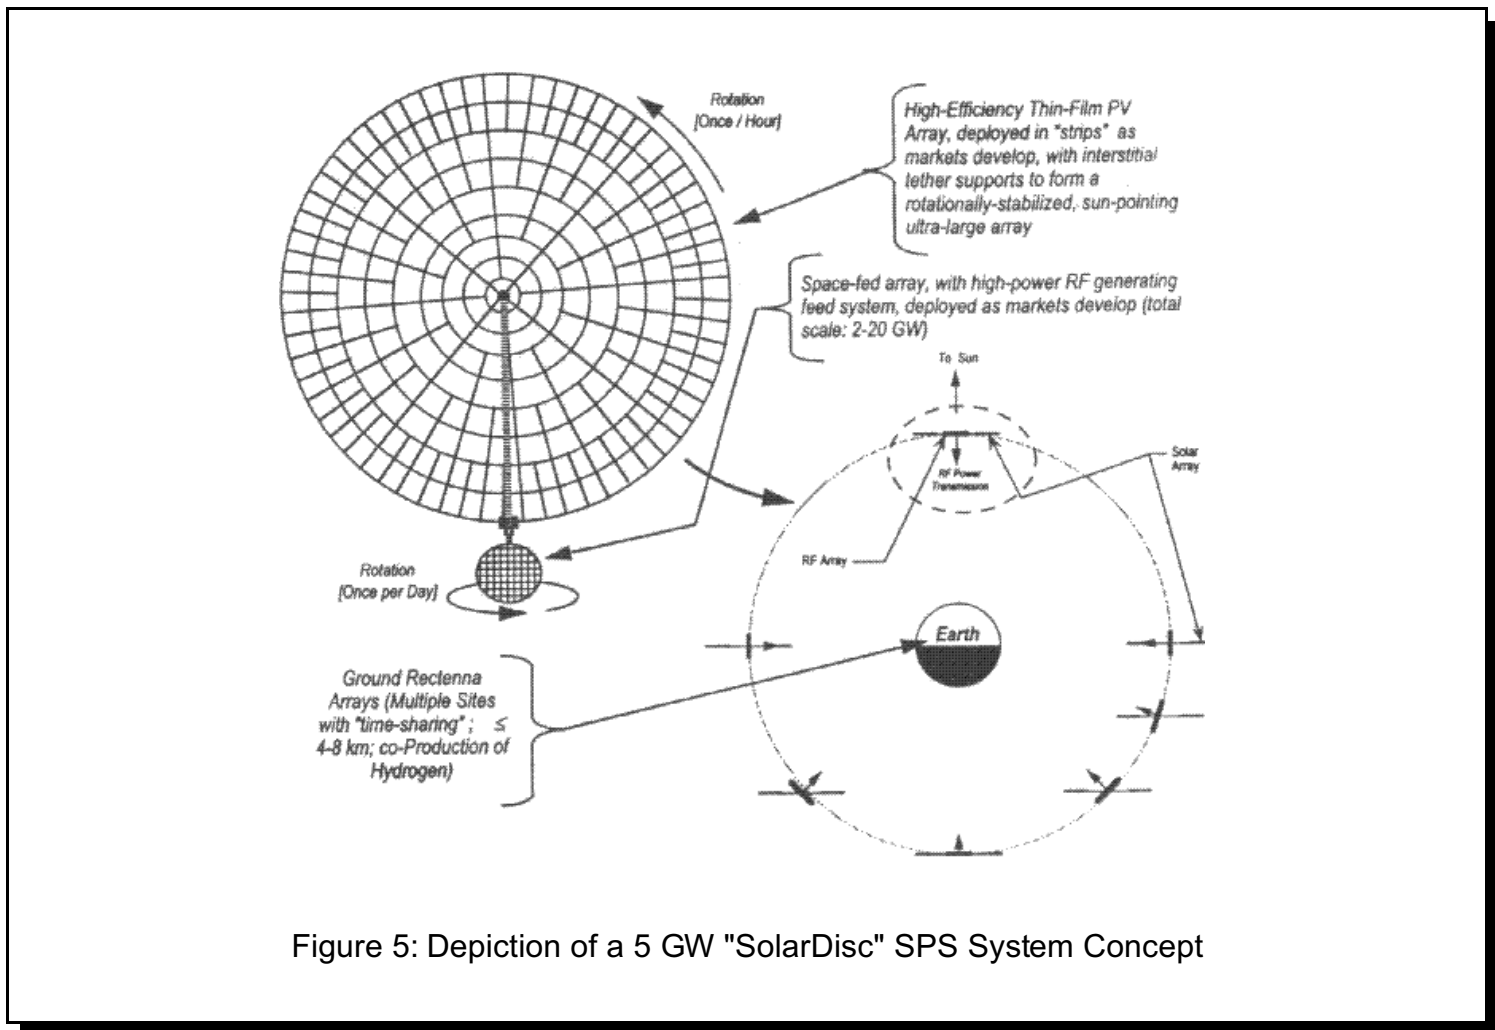 Rotation
[Once / Hour]
High-Efficiency Thin-Film PV
Array, deployed in "strips" as
markets develop, with interstitial
tether supports to form a
rotationally-stabilized, sun-pointing
ultra-large array
Space-fed array, with high-power RF generating
feed system, deployed as markets develop (total
scale: 2-20 GW)
To Sun
Solar
Array
RF Power
Transmission
RF Array
Rotation
[Once per Day]
Earth
Ground Rectenna
Arrays (Multiple Sites
with "time-sharing" ; ≤
4-8 km; co-Production of
Hydrogen)
Figure 5: Depiction of a 5 GW "SolarDisc" SPS System Concept